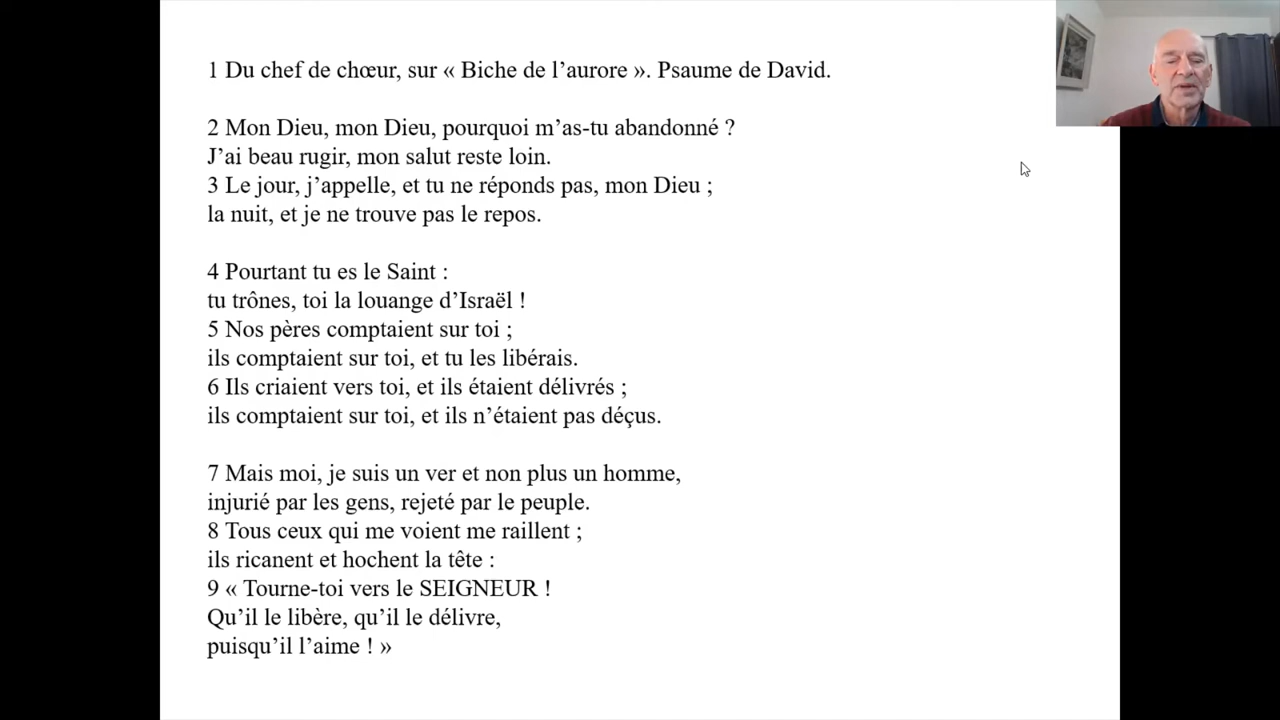 1 Du chef de chœur, sur « Biche de l’aurore ». Psaume de David.
2 Mon Dieu, mon Dieu, pourquoi m’as-tu abandonné ?
J’ai beau rugir, mon salut reste loin.
3 Le jour, j’appelle, et tu ne réponds pas, mon Dieu ;
la nuit, et je ne trouve pas le repos.
4 Pourtant tu es le Saint :
tu trônes, toi la louange d’Israël !
5 Nos pères comptaient sur toi ;
ils comptaient sur toi, et tu les libérais.
6 Ils criaient vers toi, et ils étaient délivrés ;
ils comptaient sur toi, et ils n’étaient pas déçus.
7 Mais moi, je suis un ver et non plus un homme,
injurié par les gens, rejeté par le peuple.
8 Tous ceux qui me voient me raillent ;
ils ricanent et hochent la tête :
9 « Tourne-toi vers le SEIGNEUR !
Qu’il le libère, qu’il le délivre,
puisqu’il l’aime ! »